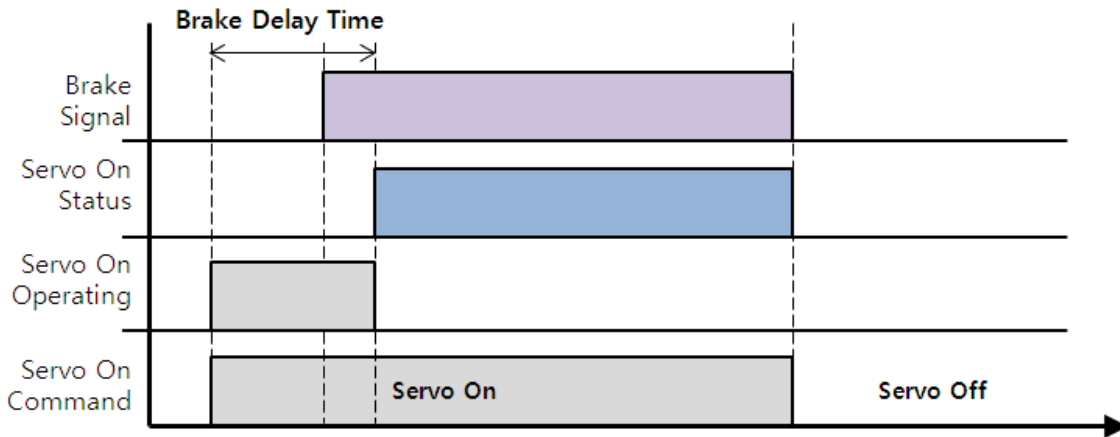 Brake Delay Time
Brake
Signal
Servo On
Status
Servo On
Operating
Servo On
Command
Servo On
Servo Off